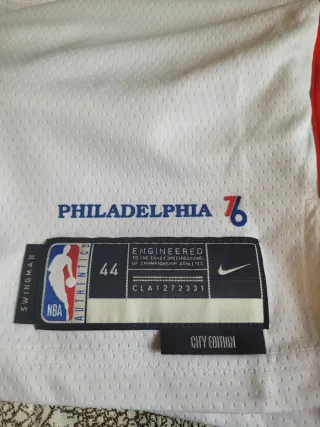 PHILADELPHIA 76
SWINGMAN
NBA
AUTHENTICS
44
ENGINEERED
TO THE EXACT SPECIFICATIONS
OF CHAMPIONSHIP ATHLETES
CLA1272331
CITY EDITION